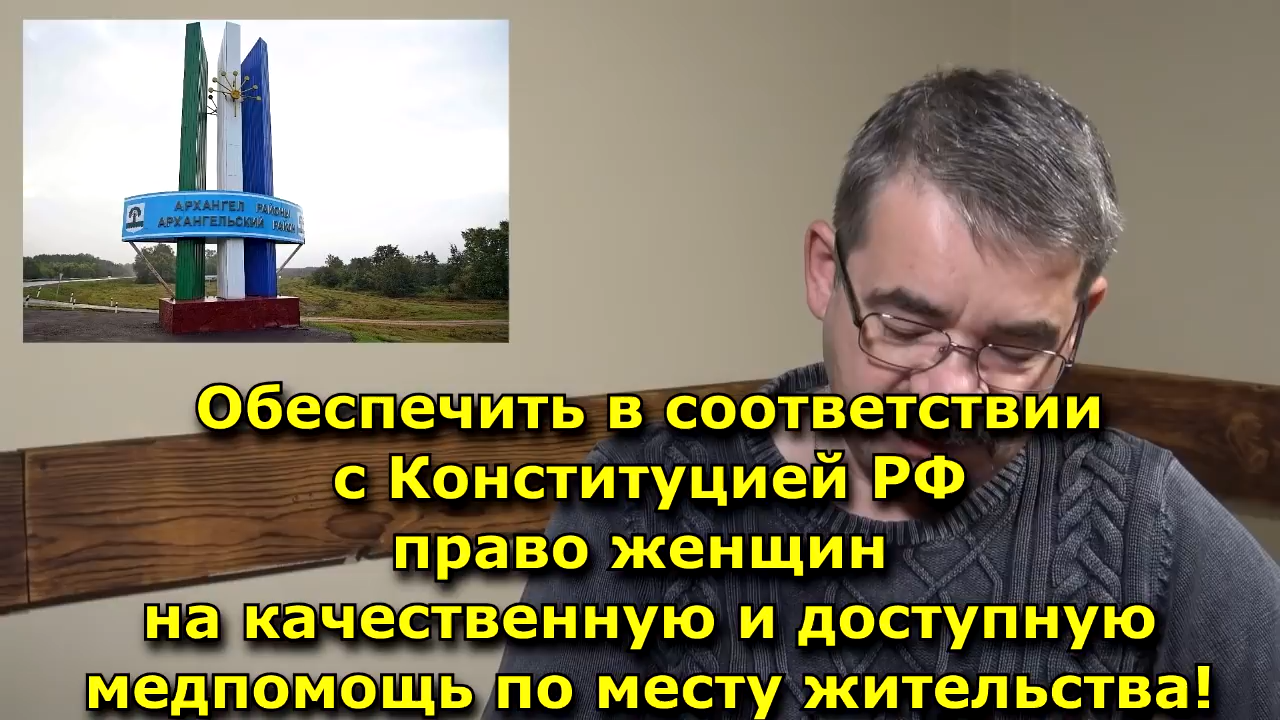 АРХАНГЕЛ РАЙОНЫ
АРХАНГЕЛЬСКИЙ РАЙОН
Обеспечить в соответствии
с Конституцией РФ
право женщин
на качественную и доступную
медпомощь по месту жительства!